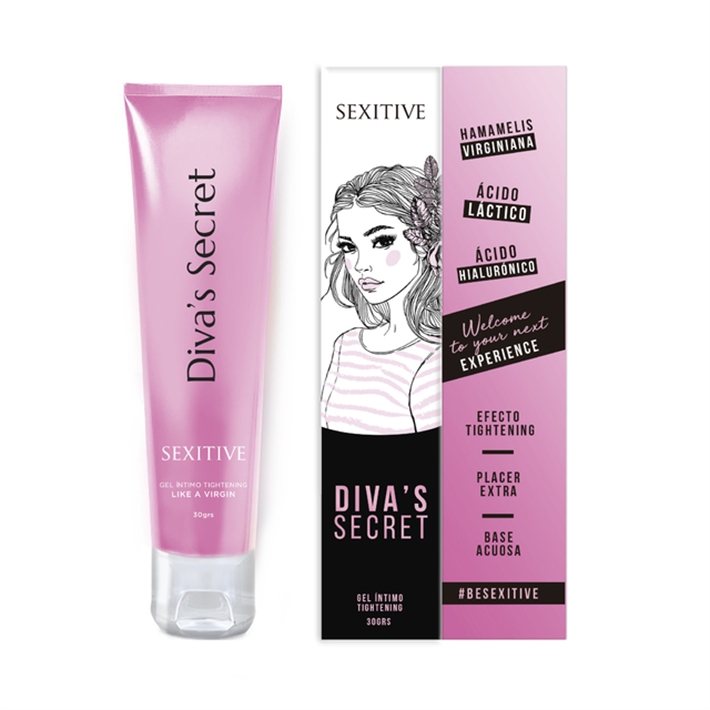 Diva's Secret
SEXITIVE
GEL ÍNTIMO TIGHTENING
LIKE A VIRGIN
30grs
SEXITIVE
DIVA'S
SECRET
GEL ÍNTIMO
TIGHTENING
30GRS
HAMAMELIS
VIRGINIANA
ÁCIDO
LÁCTICO
ÁCIDO
HIALURÓNICO
Welcome
to your next
EXPERIENCE
EFECTO
TIGHTENING
PLACER
EXTRA
BASE
ACUOSA
#BESEXITIVE